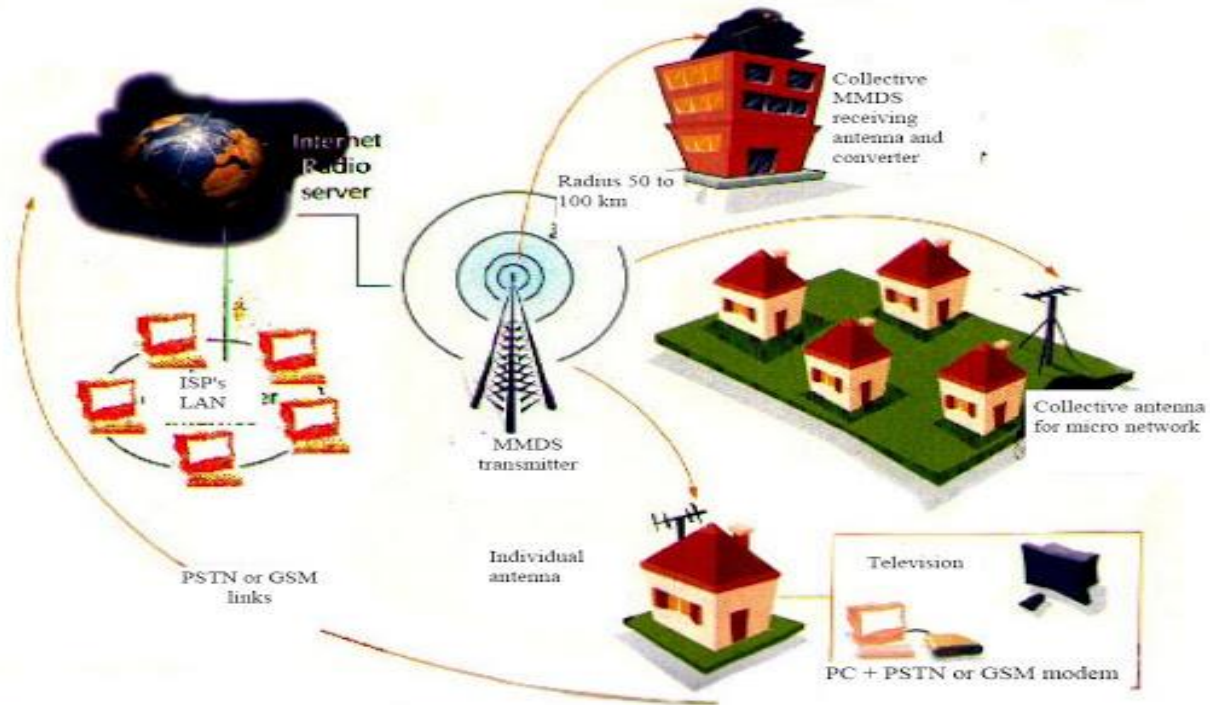 Internet
Radio
server
Collective
MMDS
receiving
antenna and
converter
Radius 50 to
100 km
ISP's
LAN
er
MMDS
transmitter
Collective antenna
for micro network
Individual
antenna
Television
PC + PSTN or GSM modem
PSTN or GSM
links